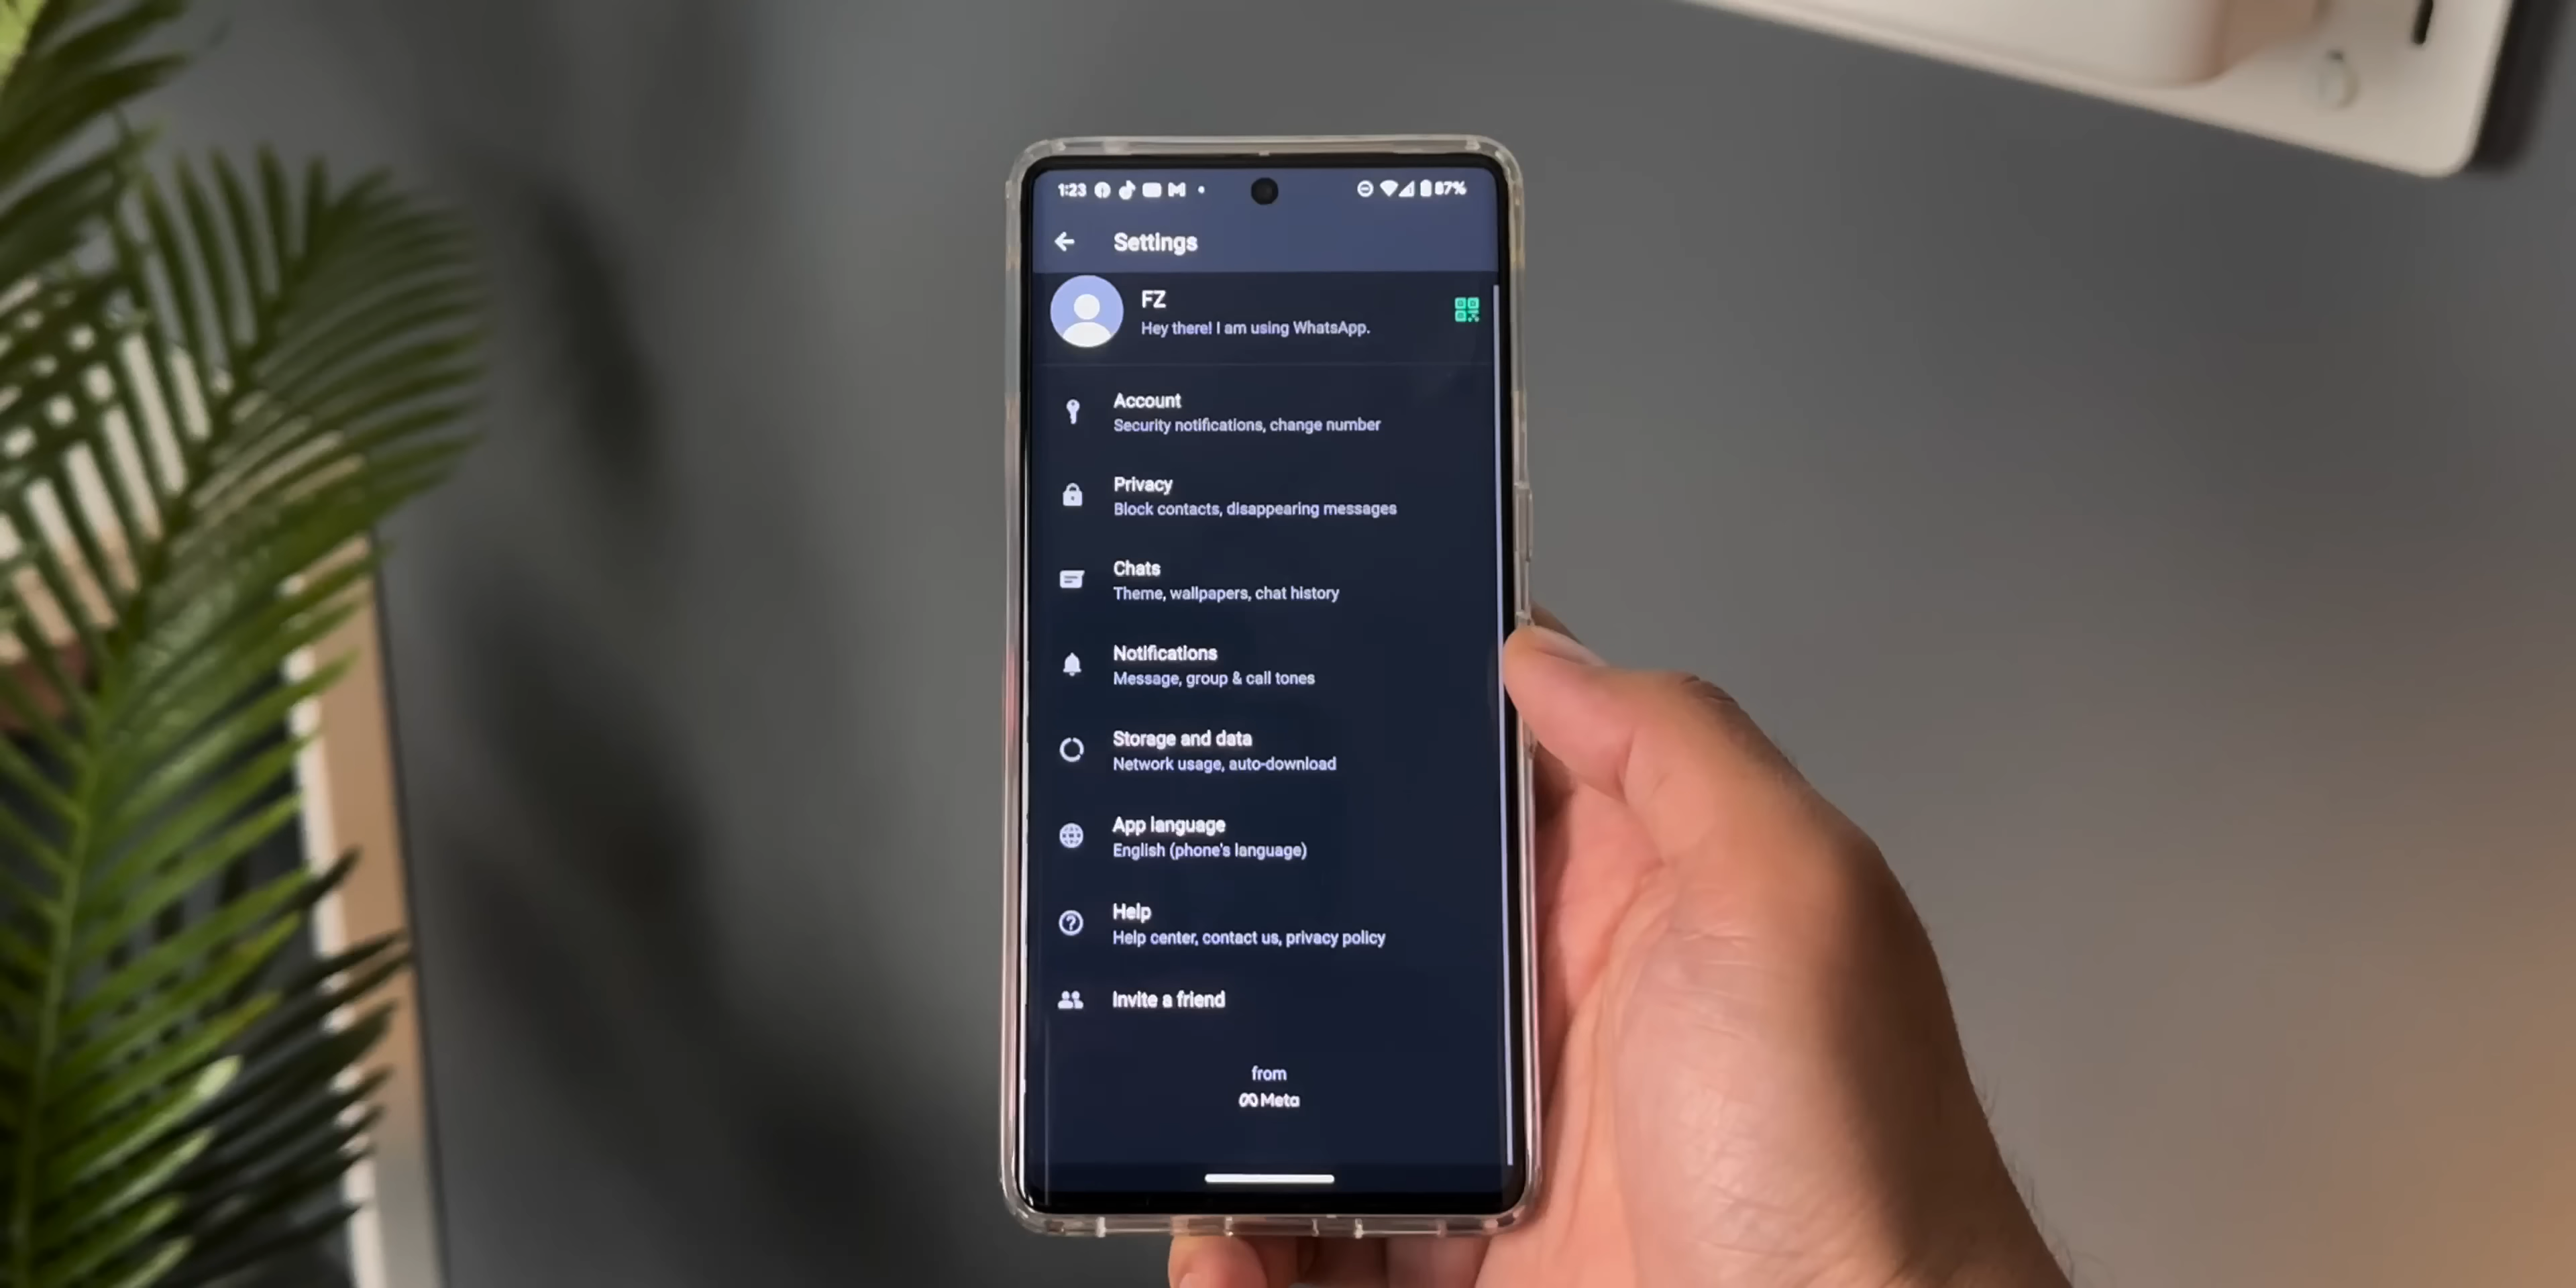 1:23 87%
Settings
FZ
Hey there! I am using WhatsApp.
Account
Security notifications, change number
Privacy
Block contacts, disappearing messages
Chats
Theme, wallpapers, chat history
Notifications
Message, group & call tones
Storage and data
Network usage, auto-download
App language
English (phone's language)
Help
Help center, contact us, privacy policy
Invite a friend
from
Meta